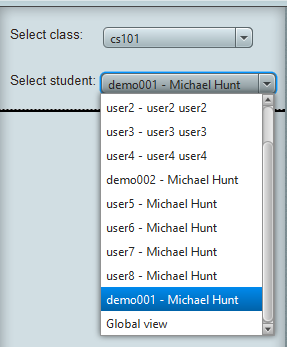 Select class: cs101
Select student: demo001 - Michael Hunt
user2 - user2 user2
user3 - user3 user3
user4 - user4 user4
demo002 - Michael Hunt
user5 - Michael Hunt
user6 - Michael Hunt
user7 - Michael Hunt
user8 - Michael Hunt
demo001 - Michael Hunt
Global view